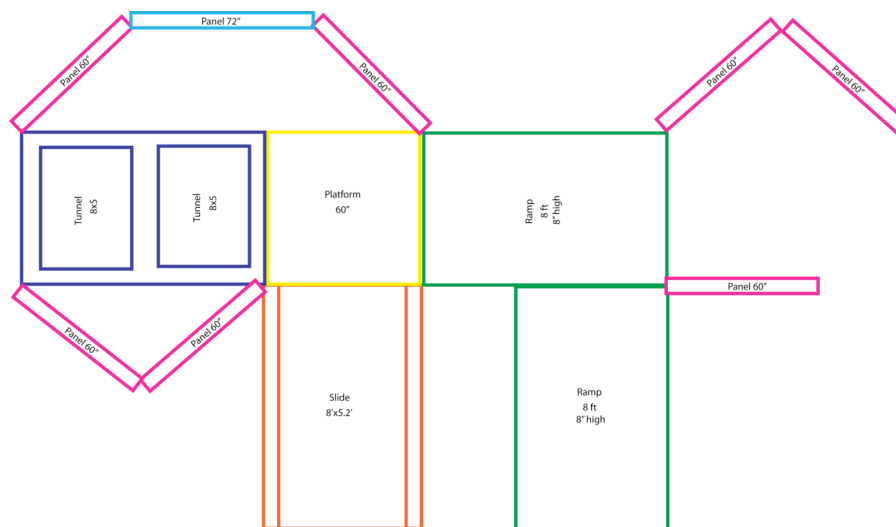 Panel 72”
Panel 60”
Panel 60”
Panel 60”
Panel 60”
Tunnel
8x5
Tunnel
8x5
Platform
60”
Ramp
8 ft
8” high
Panel 60”
Panel 60”
Panel 60”
Slide
8’x5.2’
Ramp
8 ft
8” high